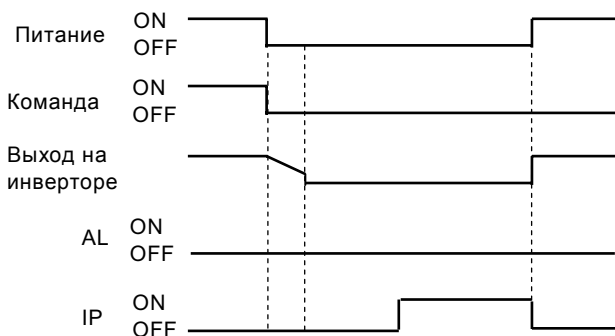 Питание
ON
OFF
Команда
ON
OFF
Выход на
инверторе
AL
ON
OFF
IP
ON
OFF